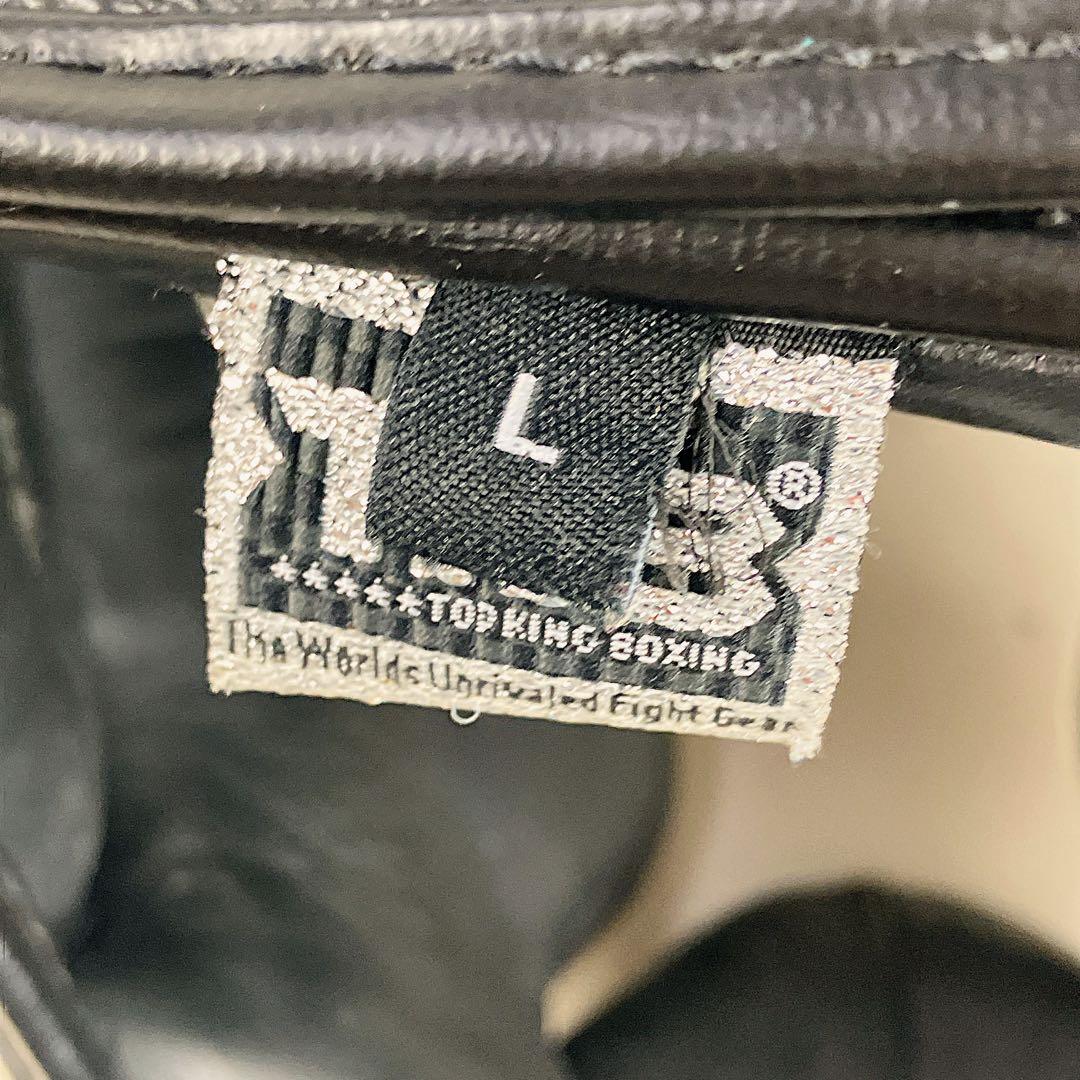 L
T B ®
★★★★★TOP KING BOXING
The Worlds Unrivaled Fight Gear